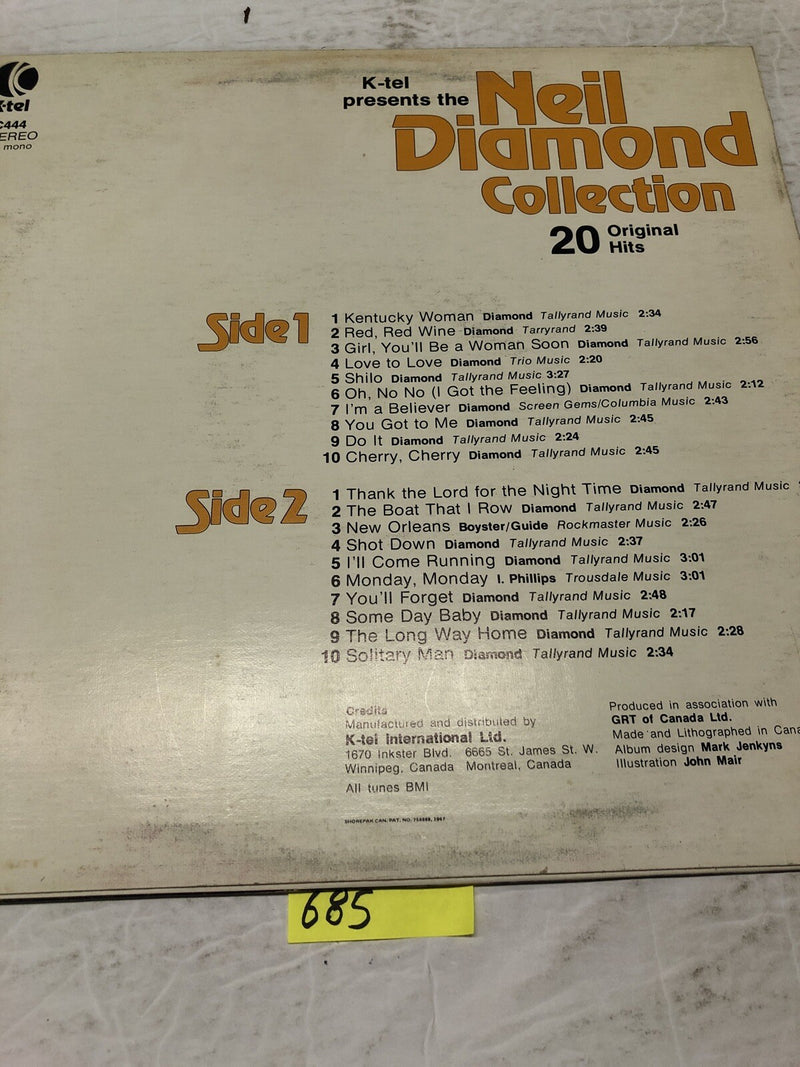 K-tel
C444
EREO
mono
K-tel
presents the
Neil
Diamond
Collection
20 Original
Hits
Side 1
1 Kentucky Woman Diamond Tallyrand Music 2:34
2 Red, Red Wine Diamond Tarryrand 2:39
3 Girl, You'll Be a Woman Soon Diamond Tallyrand Music 2:56
4 Love to Love Diamond Trio Music 2:20
5 Shilo Diamond Tallyrand Music 3:27
6 Oh, No No (I Got the Feeling) Diamond Tallyrand Music 2:12
7 I'm a Believer Diamond Screen Gems/Columbia Music 2:43
8 You Got to Me Diamond Tallyrand Music 2:45
9 Do It Diamond Tallyrand Music 2:24
10 Cherry, Cherry Diamond Tallyrand Music 2:45
Side 2
1 Thank the Lord for the Night Time Diamond Tallyrand Music
2 The Boat That I Row Diamond Tallyrand Music 2:47
3 New Orleans Boyster/Guide Rockmaster Music 2:26
4 Shot Down Diamond Tallyrand Music 2:37
5 I'll Come Running Diamond Tallyrand Music 3:01
6 Monday, Monday I. Phillips Trousdale Music 3:01
7 You'll Forget Diamond Tallyrand Music 2:48
8 Some Day Baby Diamond Tallyrand Music 2:17
9 The Long Way Home Diamond Tallyrand Music 2:28
10 Solitary Man Diamond Tallyrand Music 2:34
Credits
Manufactured and distributed by
K-tel International Ltd.
1670 Inkster Blvd. 6665 St. James St. W.
Winnipeg, Canada Montreal, Canada
All tunes BMI
Produced in association with
GRT of Canada Ltd.
Made and Lithographed in Cana
Album design Mark Jenkyns
Illustration John Mair
SHOREPAK CAN. PAT. NO. 1967
685